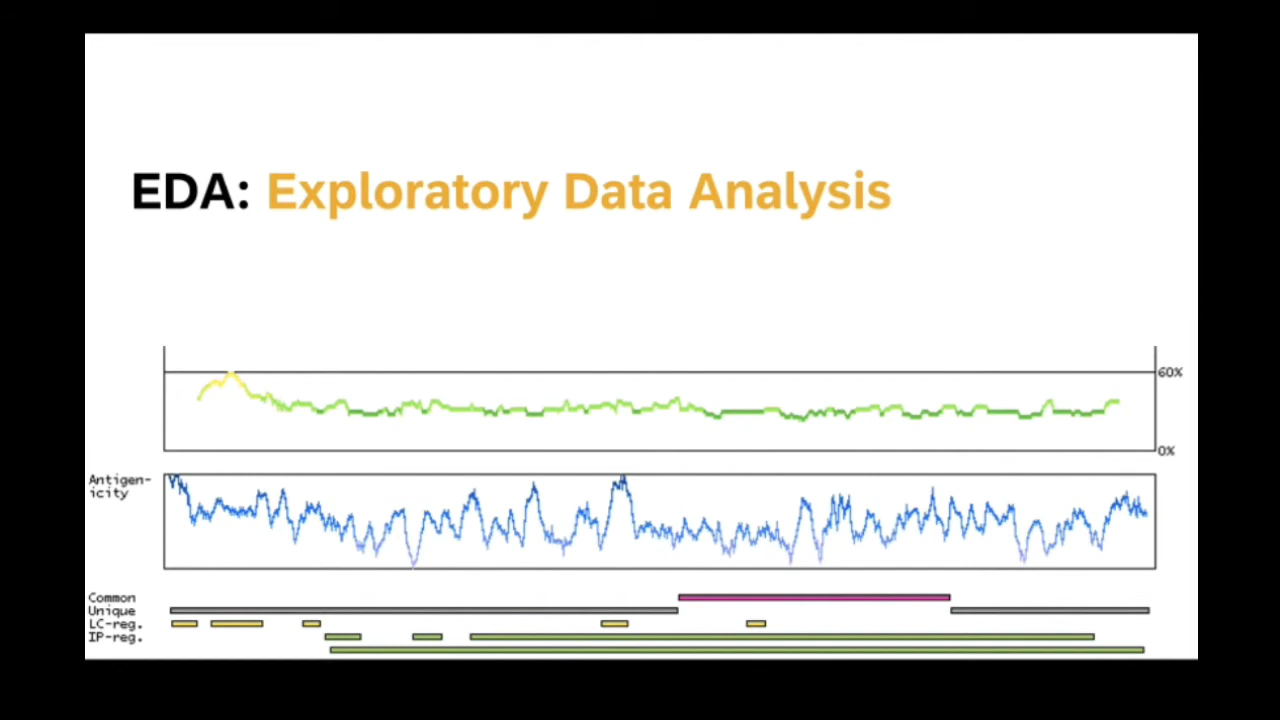 EDA: Exploratory Data Analysis
60%
0%
Antigen-
icity
Common
Unique
LC-reg.
IP-reg.